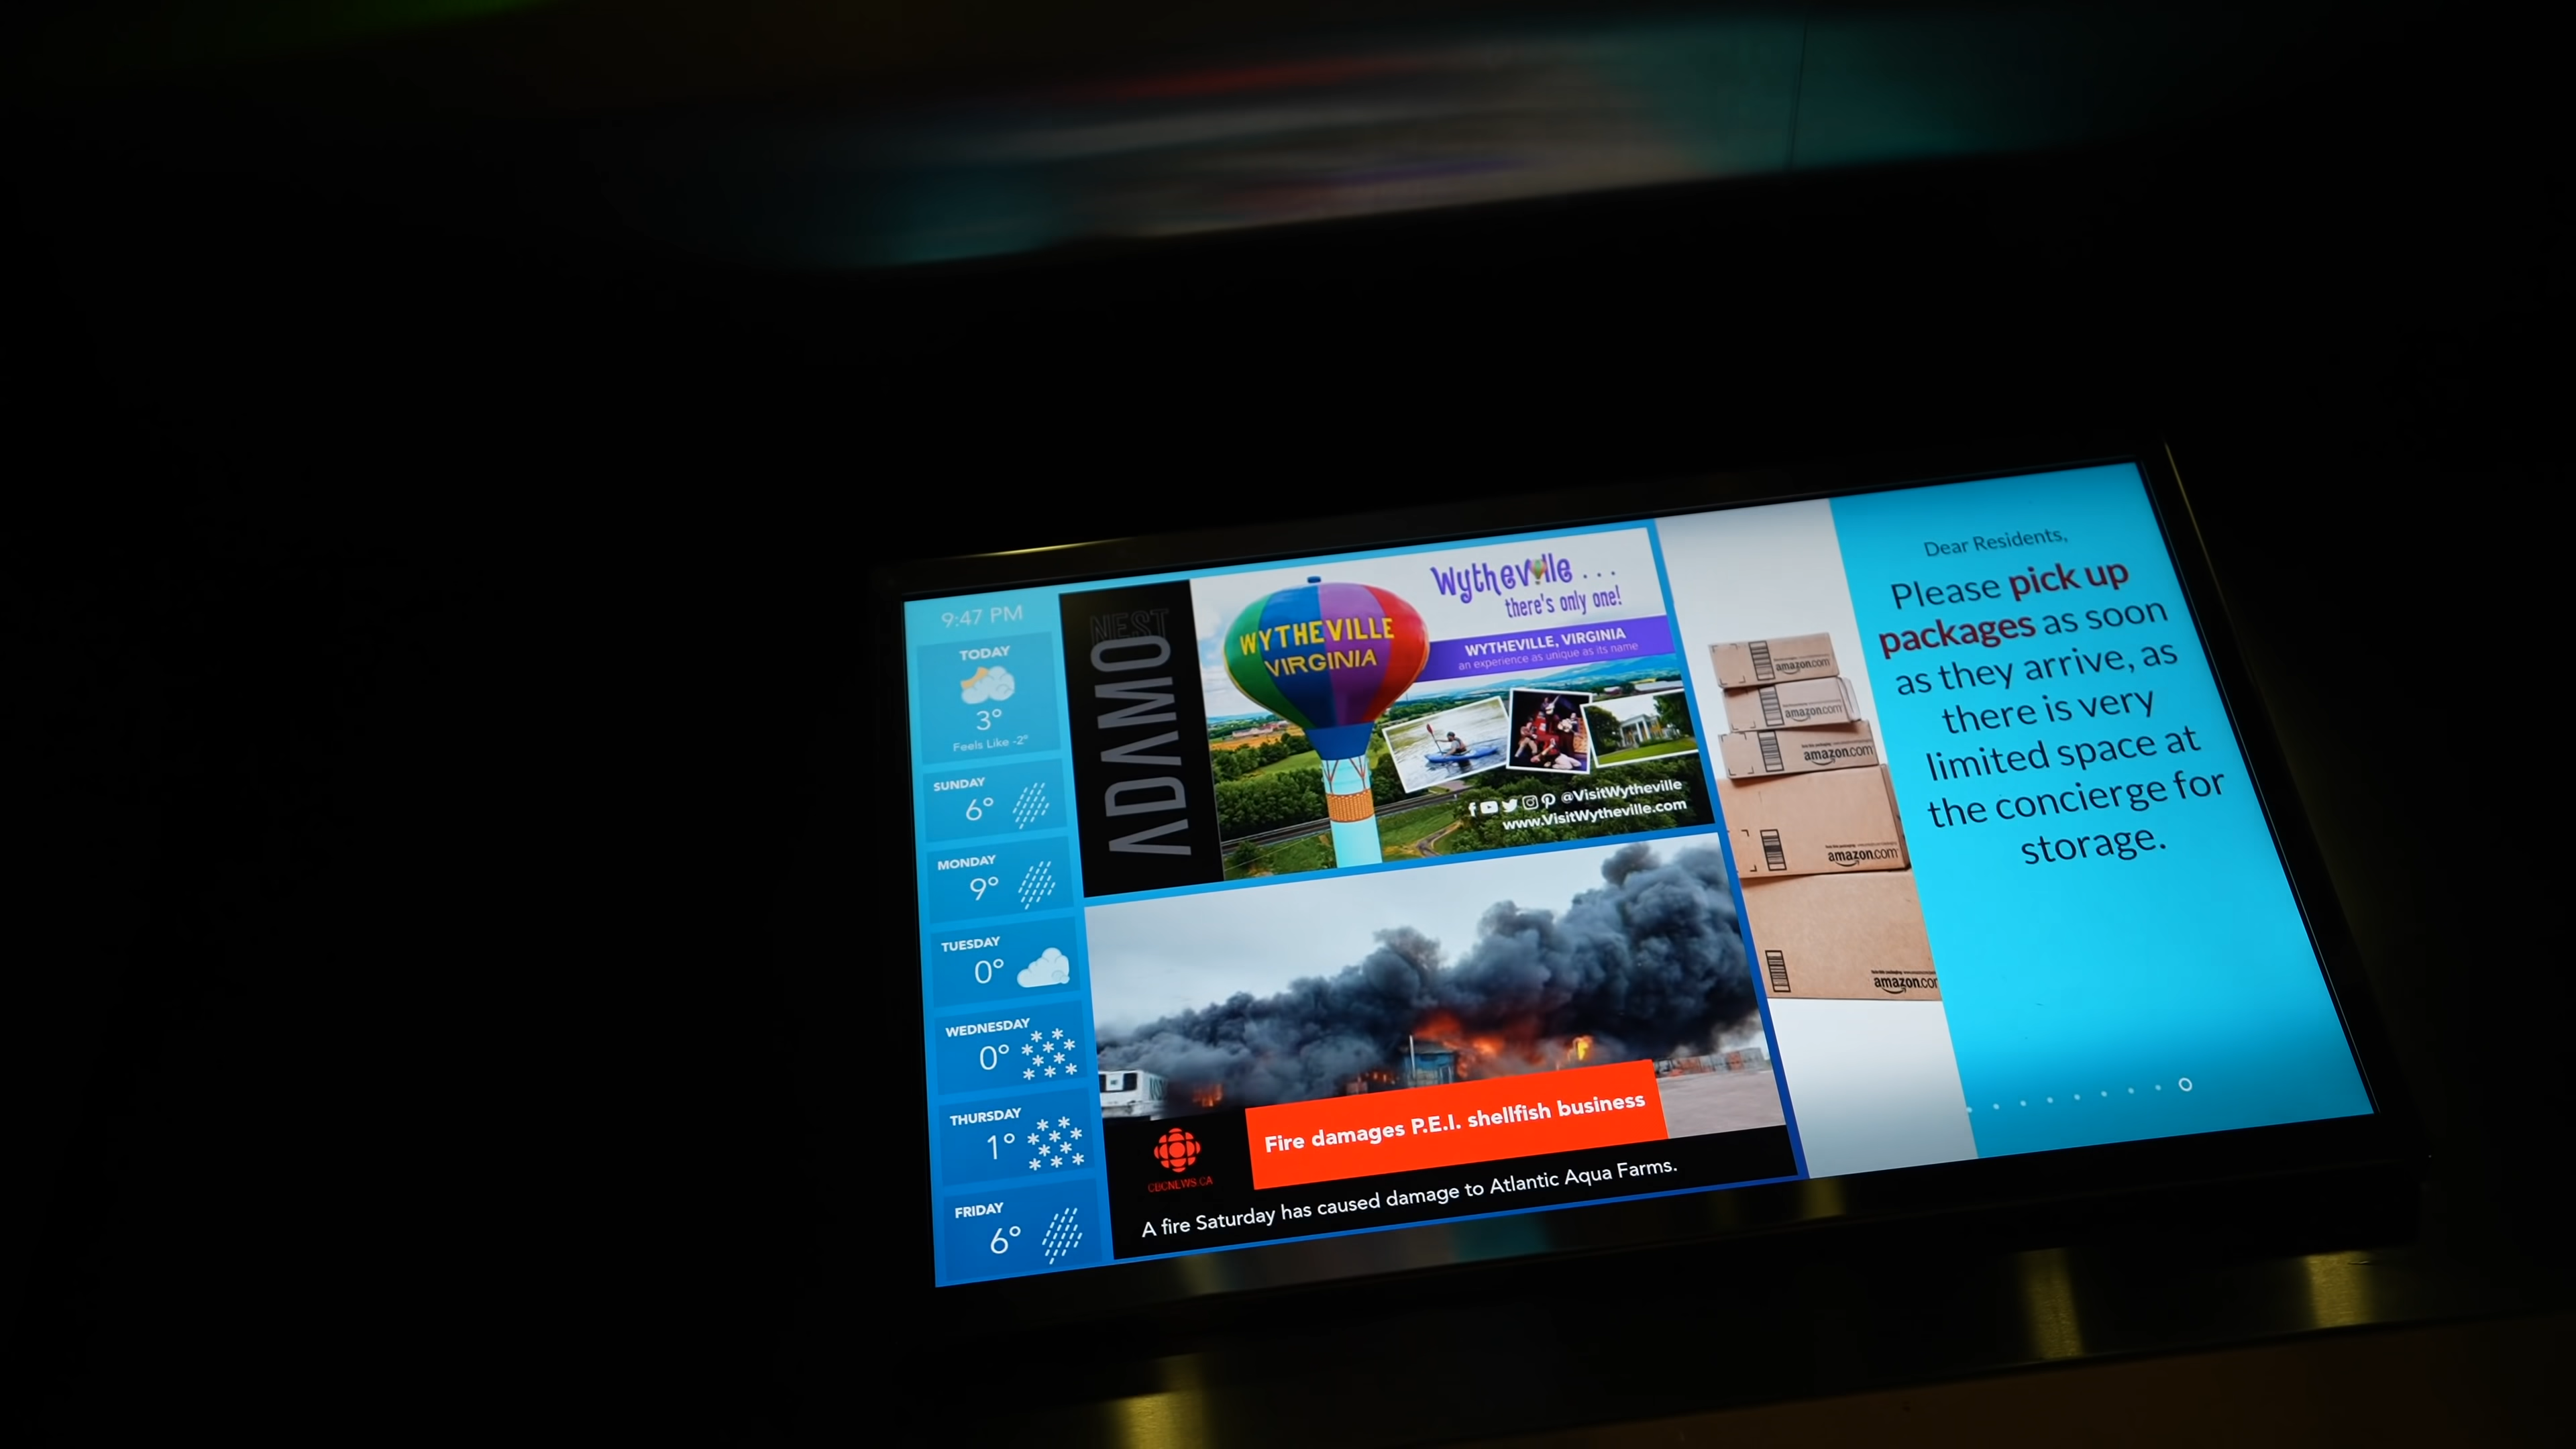 9:47 PM
TODAY
3°
Feels Like -2°
SUNDAY
6°
MONDAY
9°
TUESDAY
0°
WEDNESDAY
0°
THURSDAY
1°
FRIDAY
6°
NEST
ADAMO
WYTHEVILLE
VIRGINIA
Wytheville...
there's only one!
WYTHEVILLE, VIRGINIA
an experience as unique as its name
@VisitWytheville
www.VisitWytheville.com
Fire damages P.E.I. shellfish business
CBCNEWS.CA
A fire Saturday has caused damage to Atlantic Aqua Farms.
amazon.com
amazon.com
amazon.com
amazon.com
amazon.com
Dear Residents,
Please pick up
packages as soon
as they arrive, as
there is very
limited space at
the concierge for
storage.